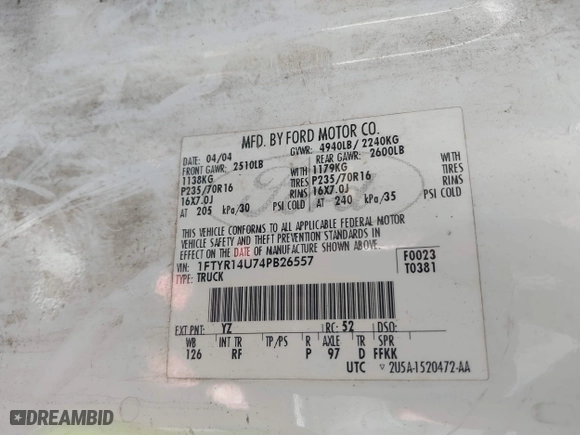 MFD. BY FORD MOTOR CO.
DATE: 04/04 GVWR: 4940LB/ 2240KG
FRONT GAWR: 2510LB REAR GAWR: 2600LB
1138KG WITH 1179KG WITH
P235/70R16 TIRES P235/70R16 TIRES
16X7.0J RIMS 16X7.0J RIMS
AT 205 kPa/30 PSI COLD AT 240 kPa/35 PSI COLD
Ford
THIS VEHICLE CONFORMS TO ALL APPLICABLE FEDERAL MOTOR
VEHICLE SAFETY AND THEFT PREVENTION STANDARDS IN
EFFECT ON THE DATE OF MANUFACTURE SHOWN ABOVE.
VIN: 1FTYR14U74PB26557 F0023
TYPE: TRUCK T0381
EXT PNT: YZ RC: 52 DSO:
WB INT TR TP/PS R AXLE TR SPR
126 RF P 97 D FFKK
UTC ▽ 2U5A-1520472-AA
DREAMBID